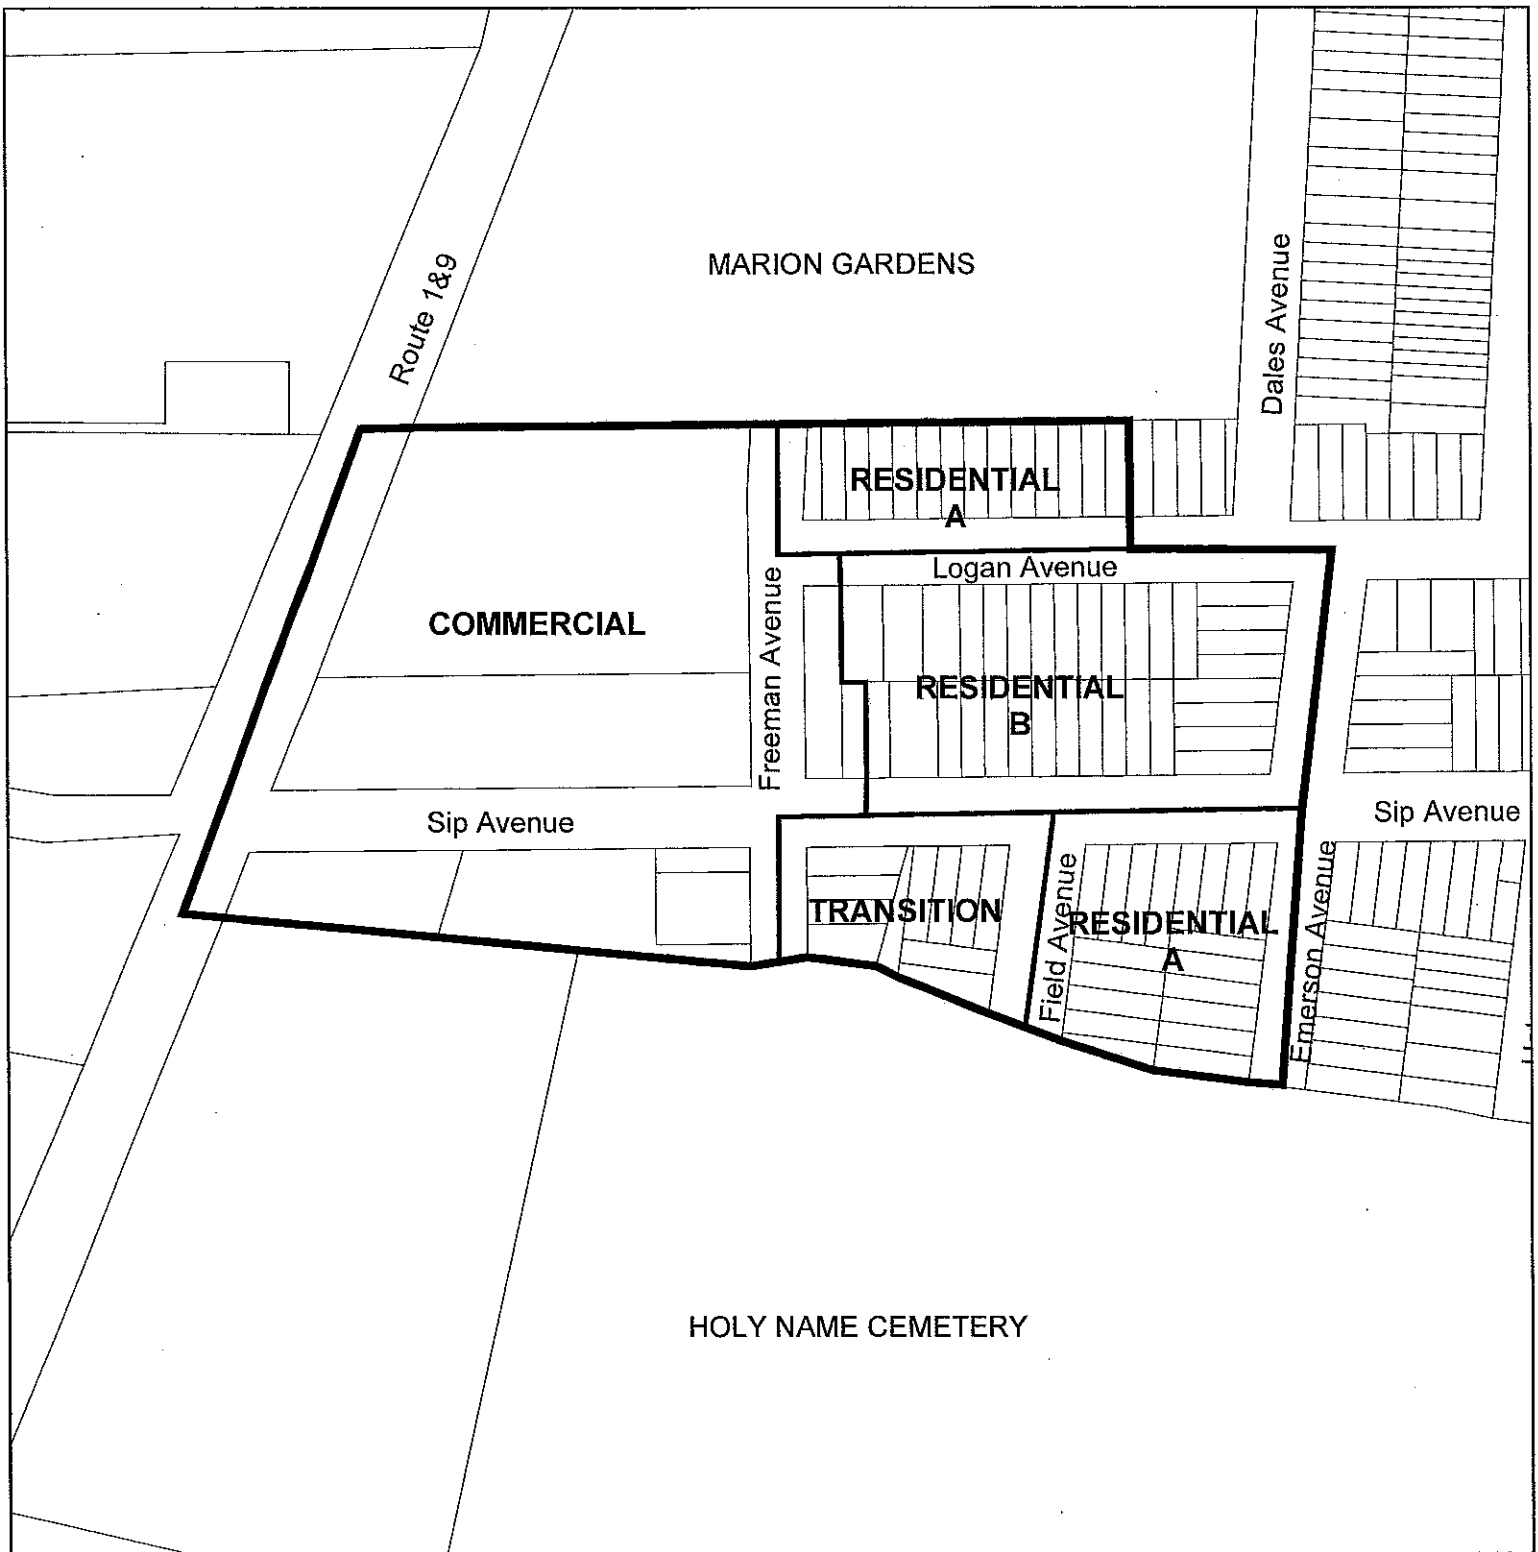 MARION GARDENS
Route 1&9
Dales Avenue
RESIDENTIAL
A
Logan Avenue
COMMERCIAL
Freeman Avenue
RESIDENTIAL
B
Sip Avenue
Sip Avenue
TRANSITION
Field Avenue
RESIDENTIAL
A
Emerson Avenue
HOLY NAME CEMETERY